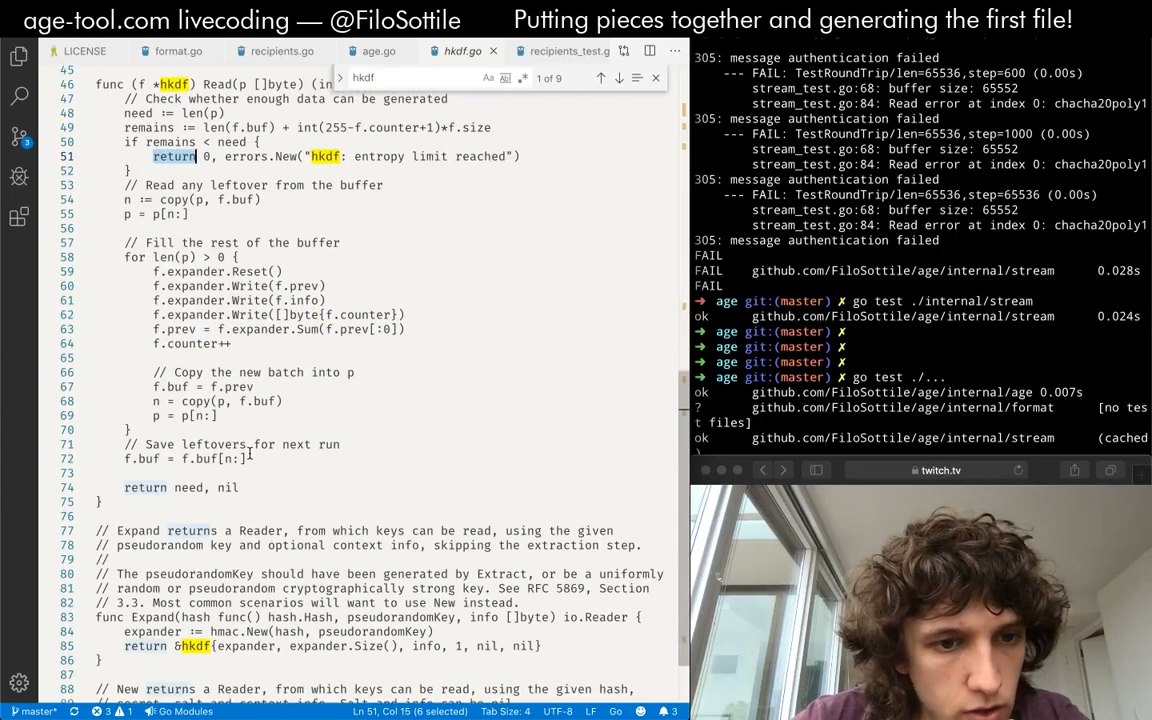 age-tool.com livecoding — @FiloSottile
Putting pieces together and generating the first file!
LICENSE
format.go
recipients.go
age.go
hkdf.go
recipients_test.g
hkdf
1 of 9
45
46 func (f *hkdf) Read(p []byte) (in
47 // Check whether enough data can be generated
48 need := len(p)
49 remains := len(f.buf) + int(255-f.counter+1)*f.size
50 if remains < need {
51 return 0, errors.New("hkdf: entropy limit reached")
52 }
53 // Read any leftover from the buffer
54 n := copy(p, f.buf)
55 p = p[n:]
56
57 // Fill the rest of the buffer
58 for len(p) > 0 {
59 f.expander.Reset()
60 f.expander.Write(f.prev)
61 f.expander.Write(f.info)
62 f.expander.Write([]byte{f.counter})
63 f.prev = f.expander.Sum(f.prev[:0])
64 f.counter++
65
66 // Copy the new batch into p
67 f.buf = f.prev
68 n = copy(p, f.buf)
69 p = p[n:]
70 }
71 // Save leftovers for next run
72 f.buf = f.buf[n:]
73
74 return need, nil
75 }
76
77 // Expand returns a Reader, from which keys can be read, using the given
78 // pseudorandom key and optional context info, skipping the extraction step.
79 //
80 // The pseudorandomKey should have been generated by Extract, or be a uniformly
81 // random or pseudorandom cryptographically strong key. See RFC 5869, Section
82 // 3.3. Most common scenarios will want to use New instead.
83 func Expand(hash func() hash.Hash, pseudorandomKey, info []byte) io.Reader {
84 expander := hmac.New(hash, pseudorandomKey)
85 return &hkdf{expander, expander.Size(), info, 1, nil, nil}
86 }
87
88 // New returns a Reader, from which keys can be read, using the given hash,
master*
3
1
Go Modules
Ln 51, Col 15 (6 selected)
Tab Size: 4
UTF-8
LF
Go
3
305: message authentication failed
--- FAIL: TestRoundTrip/len=65536,step=600 (0.00s)
stream_test.go:68: buffer size: 65552
stream_test.go:84: Read error at index 0: chacha20poly1
305: message authentication failed
--- FAIL: TestRoundTrip/len=65536,step=1000 (0.00s)
stream_test.go:68: buffer size: 65552
stream_test.go:84: Read error at index 0: chacha20poly1
305: message authentication failed
--- FAIL: TestRoundTrip/len=65536,step=65536 (0.00s)
stream_test.go:68: buffer size: 65552
stream_test.go:84: Read error at index 0: chacha20poly1
305: message authentication failed
FAIL
FAIL github.com/FiloSottile/age/internal/stream 0.028s
FAIL
➜ age git:(master) ✗ go test ./internal/stream
ok github.com/FiloSottile/age/internal/stream 0.024s
➜ age git:(master) ✗
➜ age git:(master) ✗
➜ age git:(master) ✗
➜ age git:(master) ✗ go test ./...
ok github.com/FiloSottile/age/internal/age 0.007s
? github.com/FiloSottile/age/internal/format [no tes
t files]
ok github.com/FiloSottile/age/internal/stream (cached
)
twitch.tv